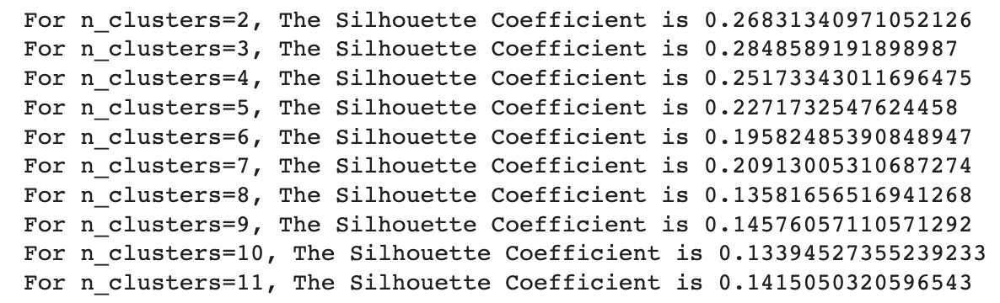 For n_clusters=2, The Silhouette Coefficient is 0.26831340971052126
For n_clusters=3, The Silhouette Coefficient is 0.2848589191898987
For n_clusters=4, The Silhouette Coefficient is 0.25173343011696475
For n_clusters=5, The Silhouette Coefficient is 0.2271732547624458
For n_clusters=6, The Silhouette Coefficient is 0.19582485390848947
For n_clusters=7, The Silhouette Coefficient is 0.20913005310687274
For n_clusters=8, The Silhouette Coefficient is 0.13581656516941268
For n_clusters=9, The Silhouette Coefficient is 0.14576057110571292
For n_clusters=10, The Silhouette Coefficient is 0.13394527355239233
For n_clusters=11, The Silhouette Coefficient is 0.1415050320596543